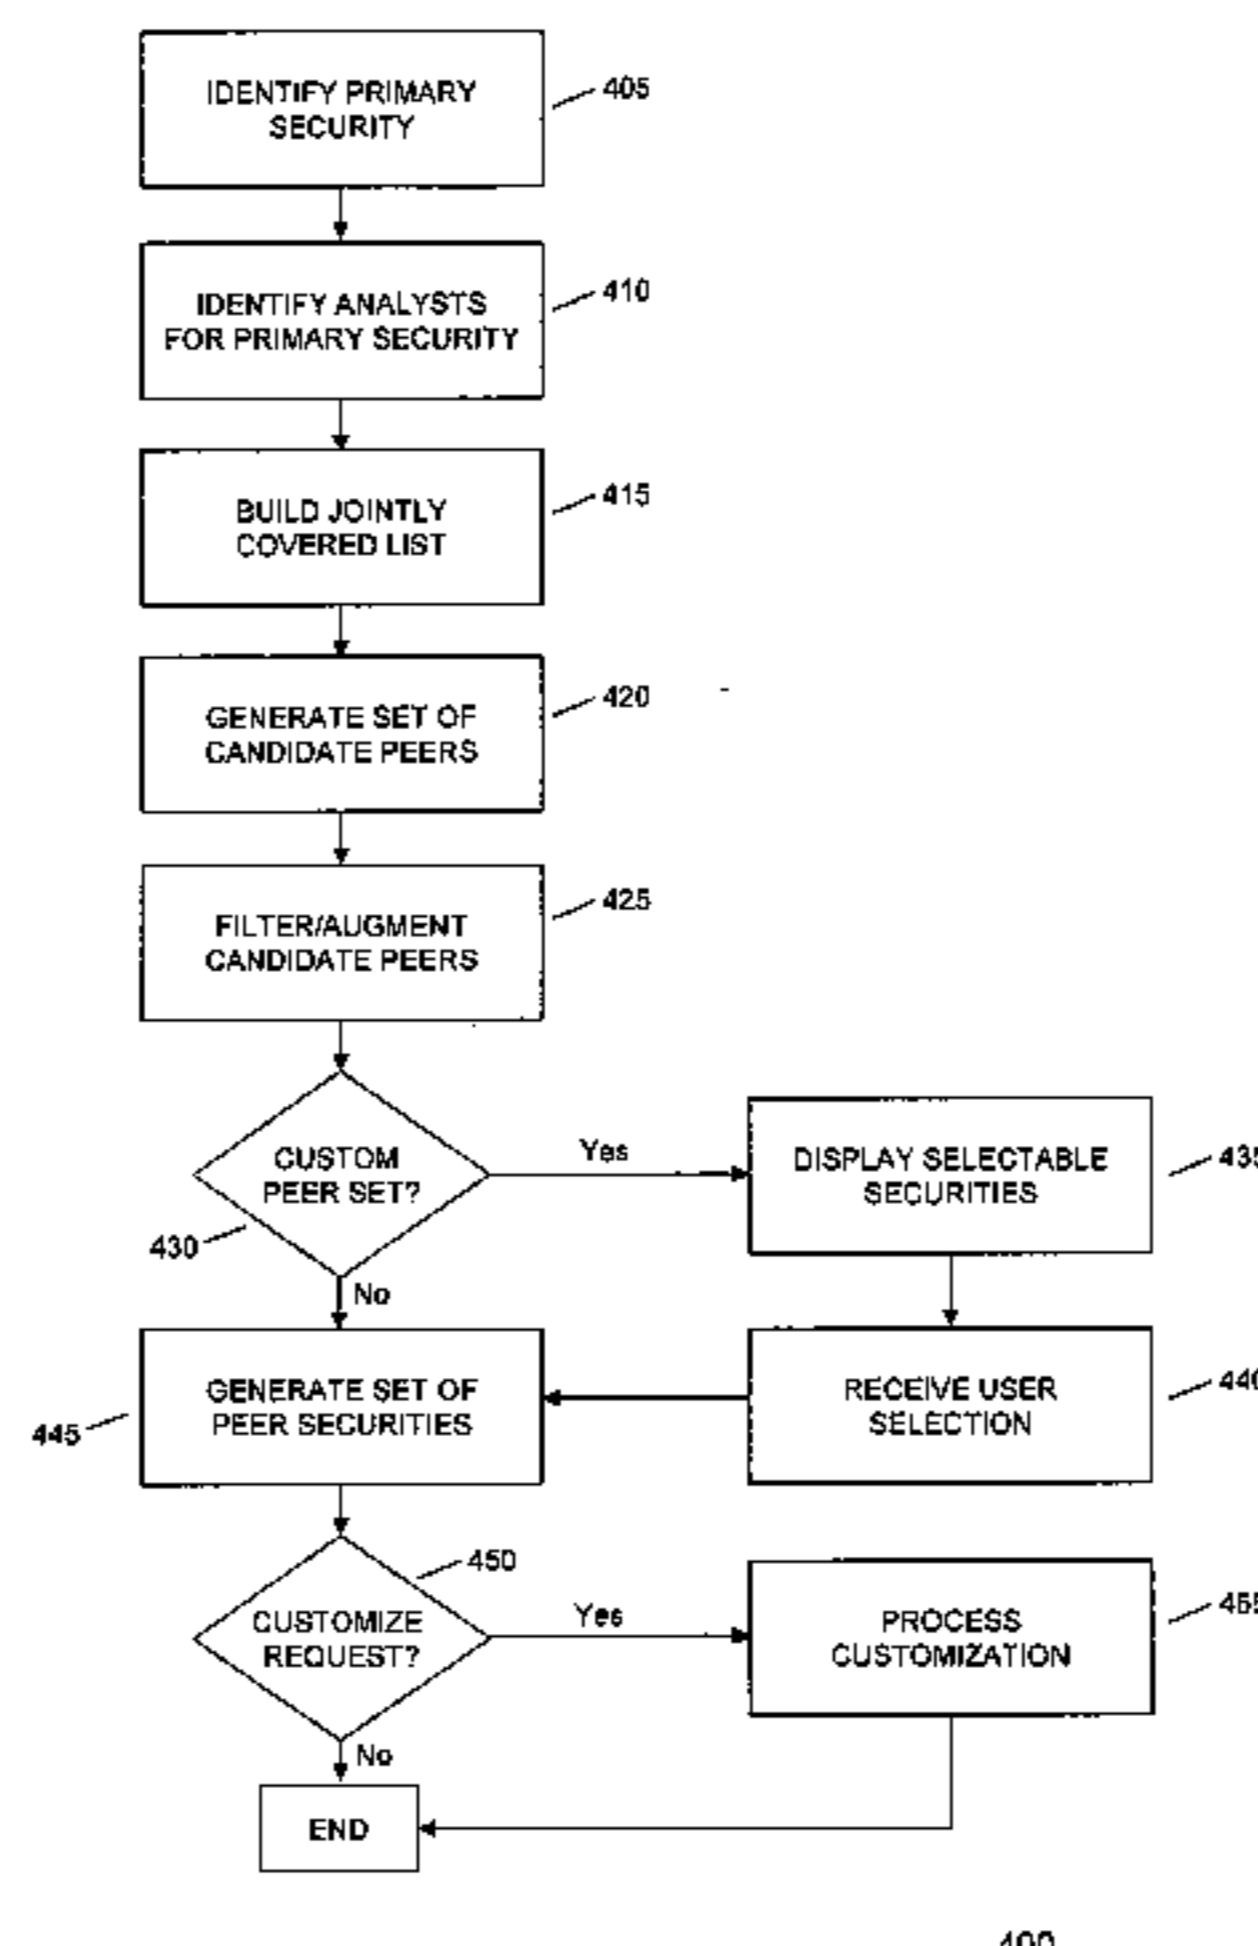 IDENTIFY PRIMARY
SECURITY
405
IDENTIFY ANALYSTS
FOR PRIMARY SECURITY
410
BUILD JOINTLY
COVERED LIST
415
GENERATE SET OF
CANDIDATE PEERS
420
FILTER/AUGMENT
CANDIDATE PEERS
425
CUSTOM
PEER SET?
430
Yes
No
DISPLAY SELECTABLE
SECURITIES
435
GENERATE SET OF
PEER SECURITIES
445
RECEIVE USER
SELECTION
440
CUSTOMIZE
REQUEST?
450
Yes
No
PROCESS
CUSTOMIZATION
END